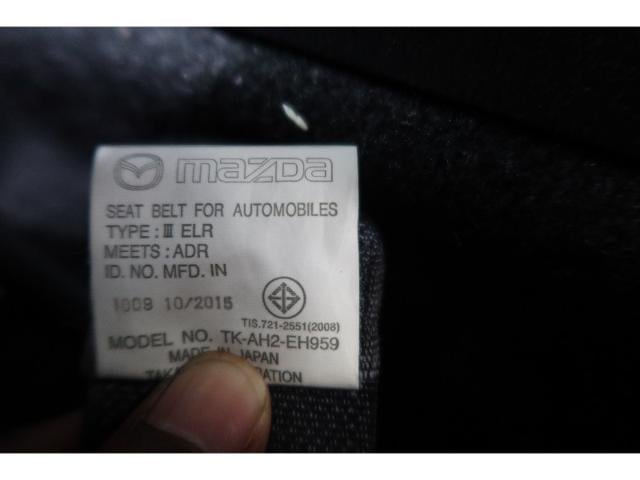 mazda
SEAT BELT FOR AUTOMOBILES
TYPE : III ELR
MEETS : ADR
ID. NO. MFD. IN
1009 10/2015
TIS.721-2551(2008)
MODEL NO. TK-AH2-EH959
MADE IN JAPAN